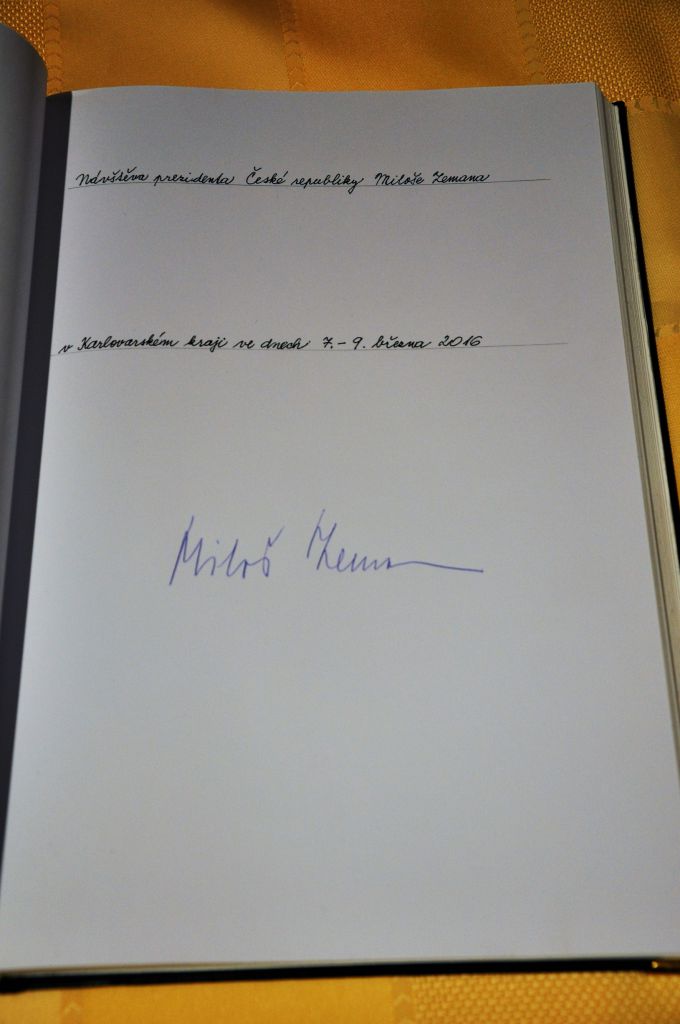 Návštěva prezidenta České republiky Miloše Zemana
v Karlovarském kraji ve dnech 7. - 9. března 2016
Miloš Zeman